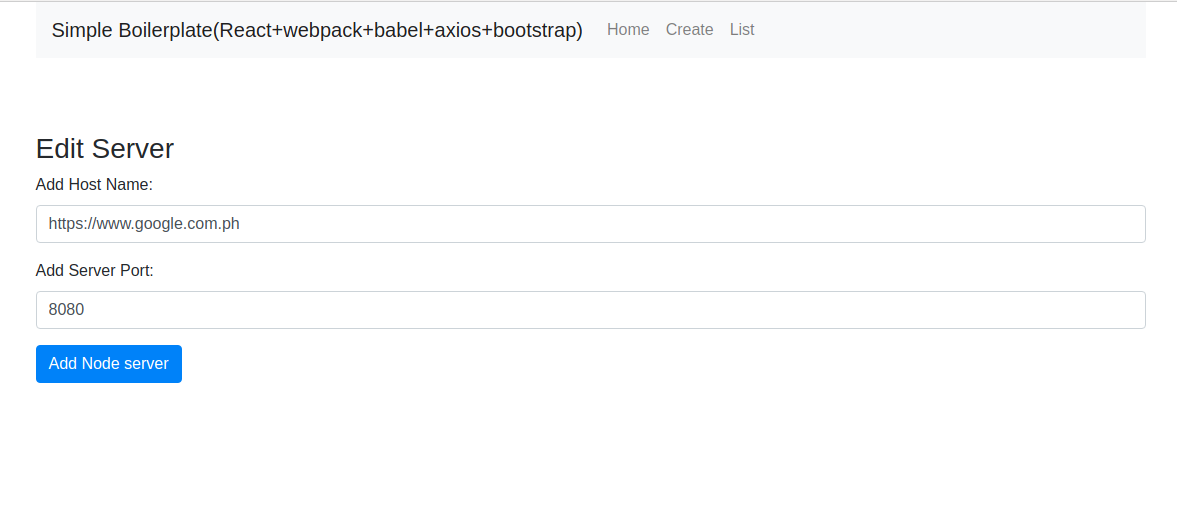 Simple Boilerplate(React+webpack+babel+axios+bootstrap) Home Create List
Edit Server
Add Host Name:
https://www.google.com.ph
Add Server Port:
8080
Add Node server